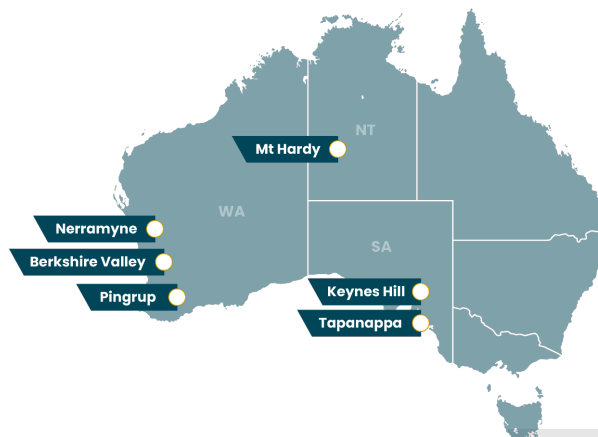 NT
Mt Hardy
WA
Nerramyne
SA
Berkshire Valley
Keynes Hill
Pingrup
Tapanappa